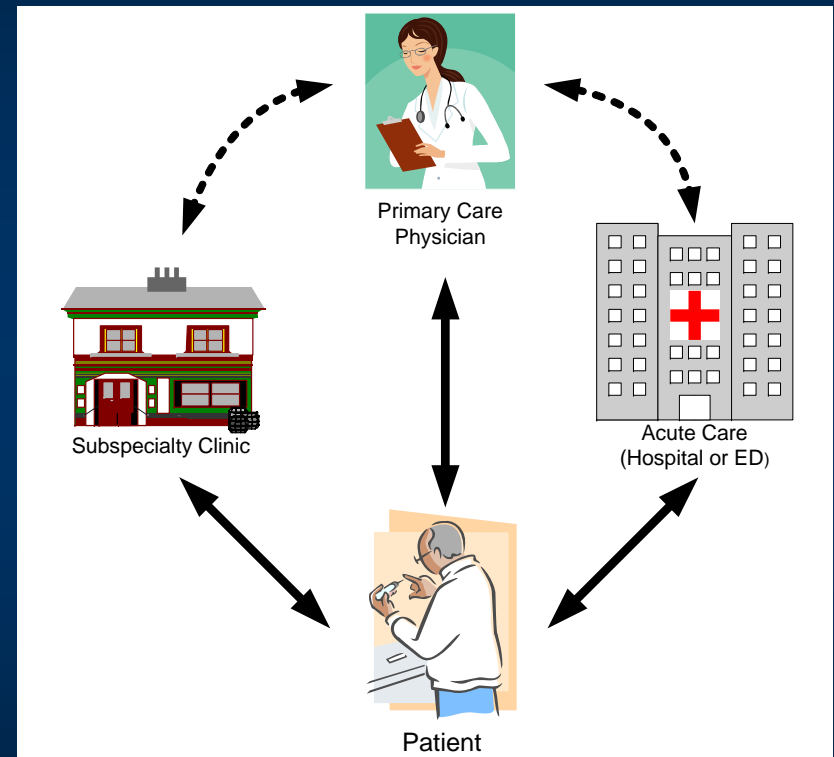 Primary Care
Physician
Subspecialty Clinic
Acute Care
(Hospital or ED)
Patient